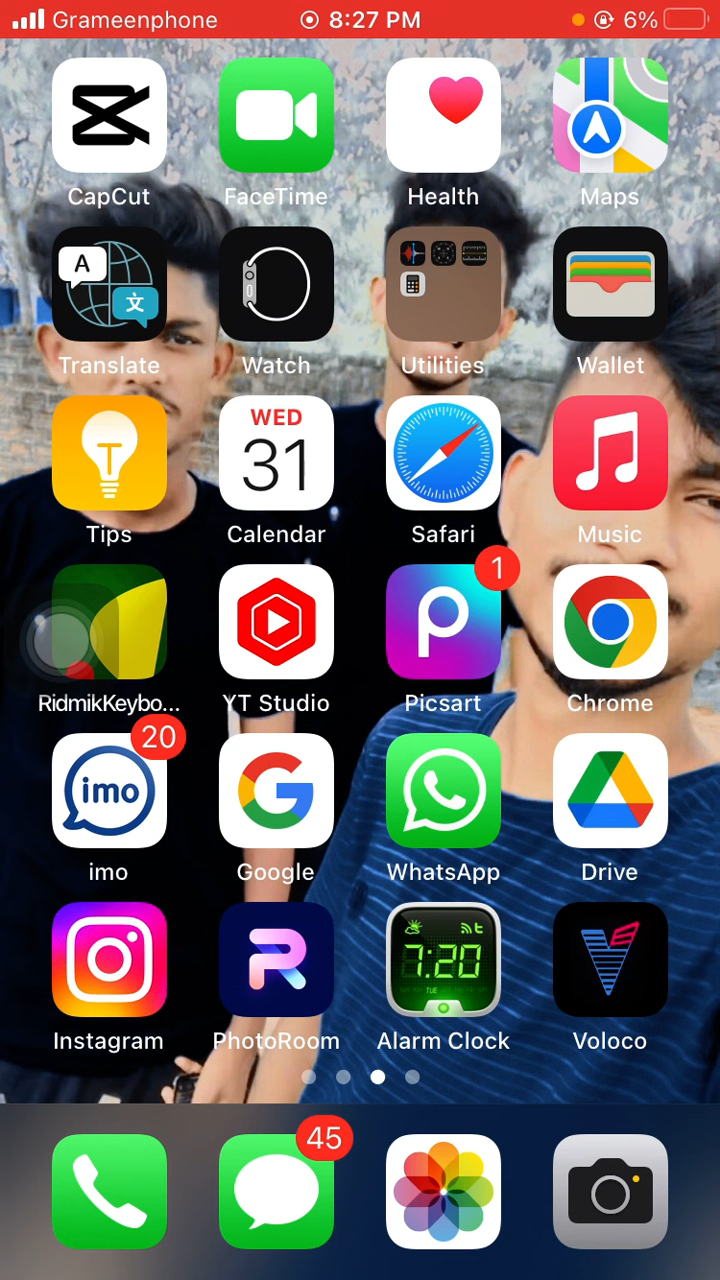 Grameenphone 8:27 PM 6%
CapCut FaceTime Health Maps
A 文
Translate Watch Utilities Wallet
WED
31
Tips Calendar Safari Music
1
RidmikKeybo... YT Studio Picsart Chrome
20
imo
imo Google WhatsApp Drive
7:20
TUE
Instagram PhotoRoom Alarm Clock Voloco
45